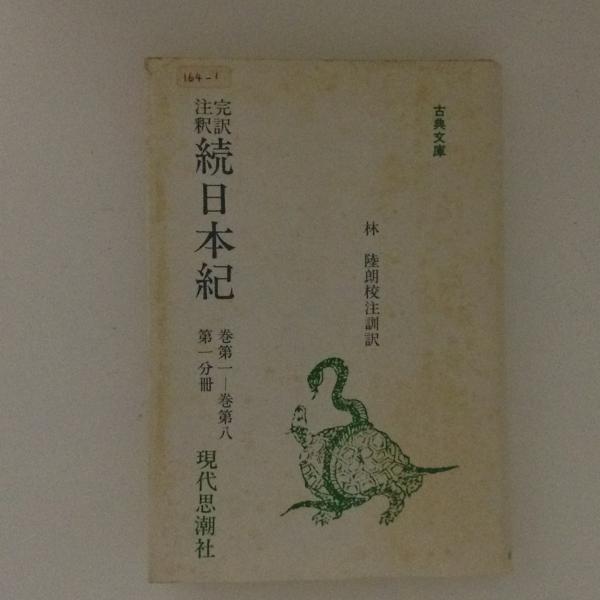 164-1
古典文庫
林 陸朗校注訓訳
完訳
注釈
続日本紀
巻第一―巻第八
第一分冊
現代思潮社